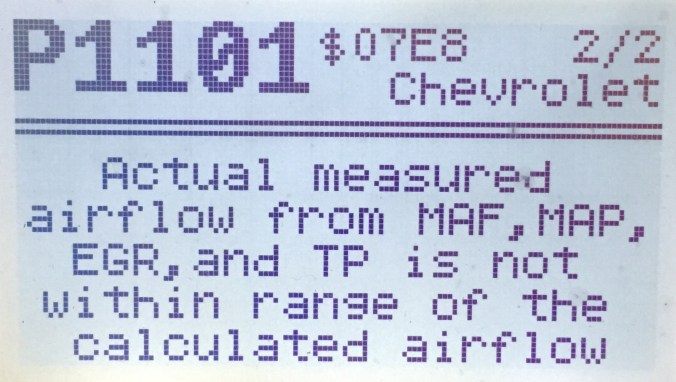 P1101 $07E8 2/2
Chevrolet
Actual measured
airflow from MAF,MAP,
EGR,and TP is not
within range of the
calculated airflow